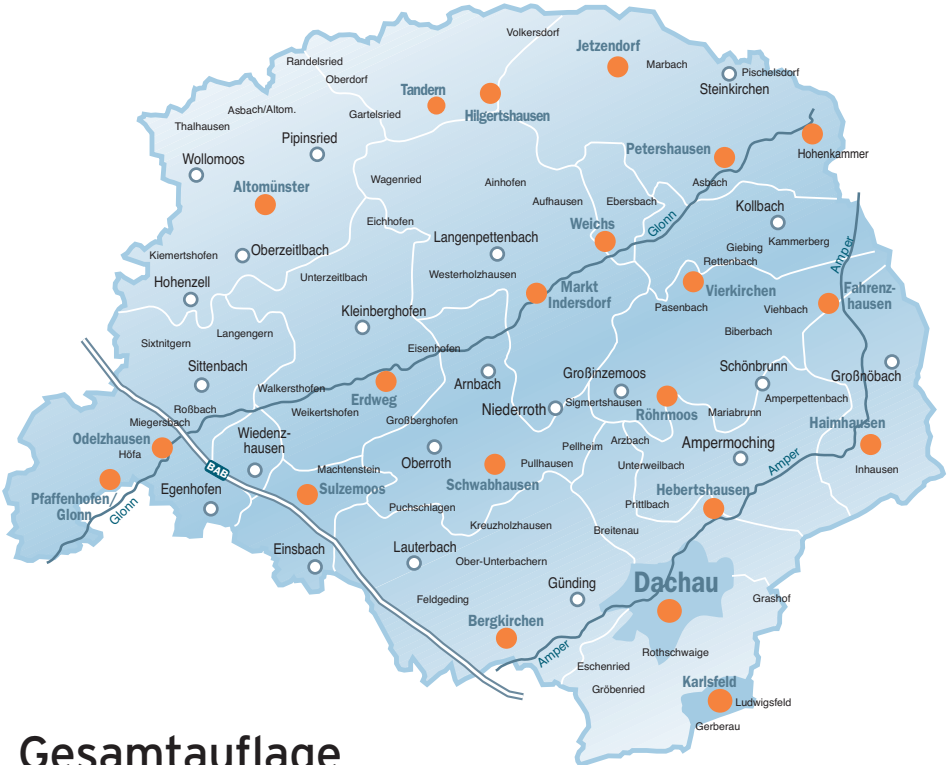 Volkersdorf
Jetzendorf
Marbach
Randelsried
Oberdorf
Pischelsdorf
Steinkirchen
Tandern
Asbach/Altom.
Gartelsried
Hilgertshausen
Thalhausen
Pipinsried
Petershausen
Hohenkammer
Wollomoos
Altomünster
Wagenried
Ainhofen
Asbach
Aufhausen
Ebersbach
Kollbach
Eichhofen
Weichs
Glonn
Langenpettenbach
Kammerberg
Giebing
Amper
Kiemertshofen
Oberzeitlbach
Rettenbach
Hohenzell
Unterzeitlbach
Westerholzhausen
Markt
Indersdorf
Vierkirchen
Fahrenz-
hausen
Kleinberghofen
Pasenbach
Viehbach
Sixtnitgern
Langengern
Eisenhofen
Biberbach
Sittenbach
Arnbach
Großinzemoos
Schönbrunn
Großnöbach
Walkersthofen
Erdweg
Niederroth
Sigmertshausen
Röhrmoos
Amperpettenbach
Roßbach
Weikertshofen
Mariabrunn
Miegersbach
Großberghofen
Haimhausen
Odelzhausen
Höfa
Wiedenz-
hausen
Pellheim
Arzbach
Ampermoching
BAB
Machtenstein
Oberroth
Pullhausen
Unterweilbach
Amper
Inhausen
Pfaffenhofen/
Glonn
Glonn
Egenhofen
Sulzemoos
Schwabhausen
Hebertshausen
Puchschlagen
Prittlbach
Kreuzholzhausen
Breitenau
Einsbach
Lauterbach
Ober-Unterbachern
Günding
Dachau
Feldgeding
Grashof
Bergkirchen
Amper
Rothschwaige
Eschenried
Gröbenried
Karlsfeld
Ludwigsfeld
Gerberau
Gesamtauflage